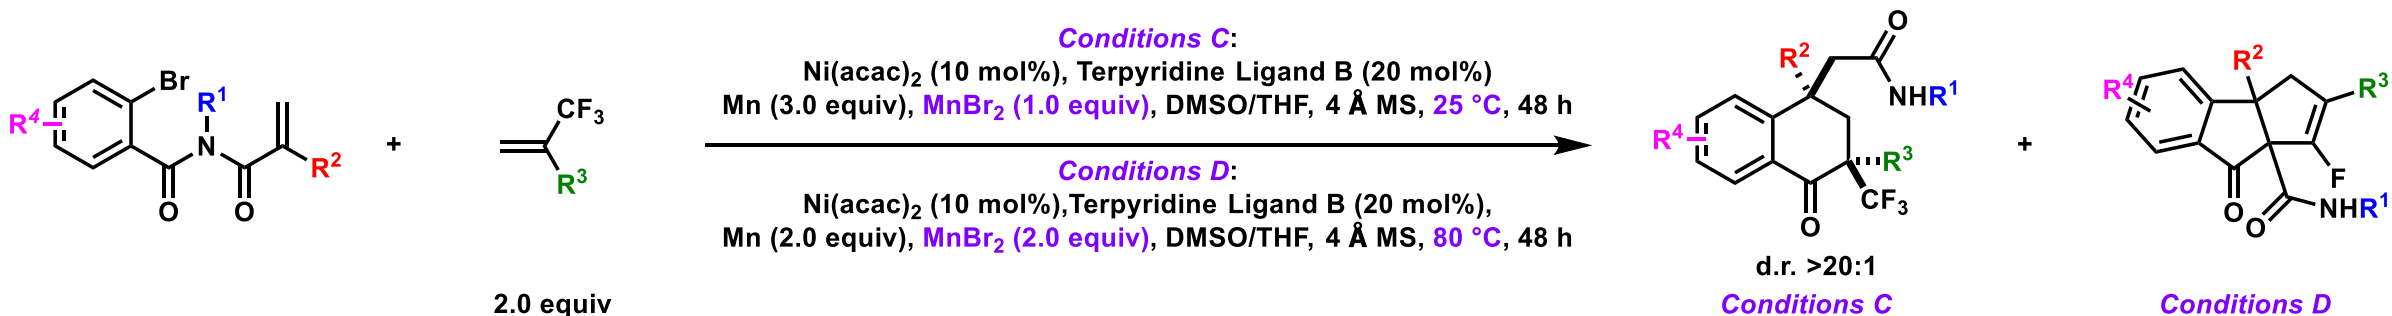 Conditions C:
Ni(acac)2 (10 mol%), Terpyridine Ligand B (20 mol%)
Mn (3.0 equiv), MnBr2 (1.0 equiv), DMSO/THF, 4 Å MS, 25 °C, 48 h
Conditions D:
Ni(acac)2 (10 mol%),Terpyridine Ligand B (20 mol%),
Mn (2.0 equiv), MnBr2 (2.0 equiv), DMSO/THF, 4 Å MS, 80 °C, 48 h
Br
R1
R4
N
R2
O
O
+
CF3
R3
2.0 equiv
O
R2
NHR1
R4
R3
CF3
O
d.r. >20:1
Conditions C
+
R2
R4
R3
F
O
O
NHR1
Conditions D